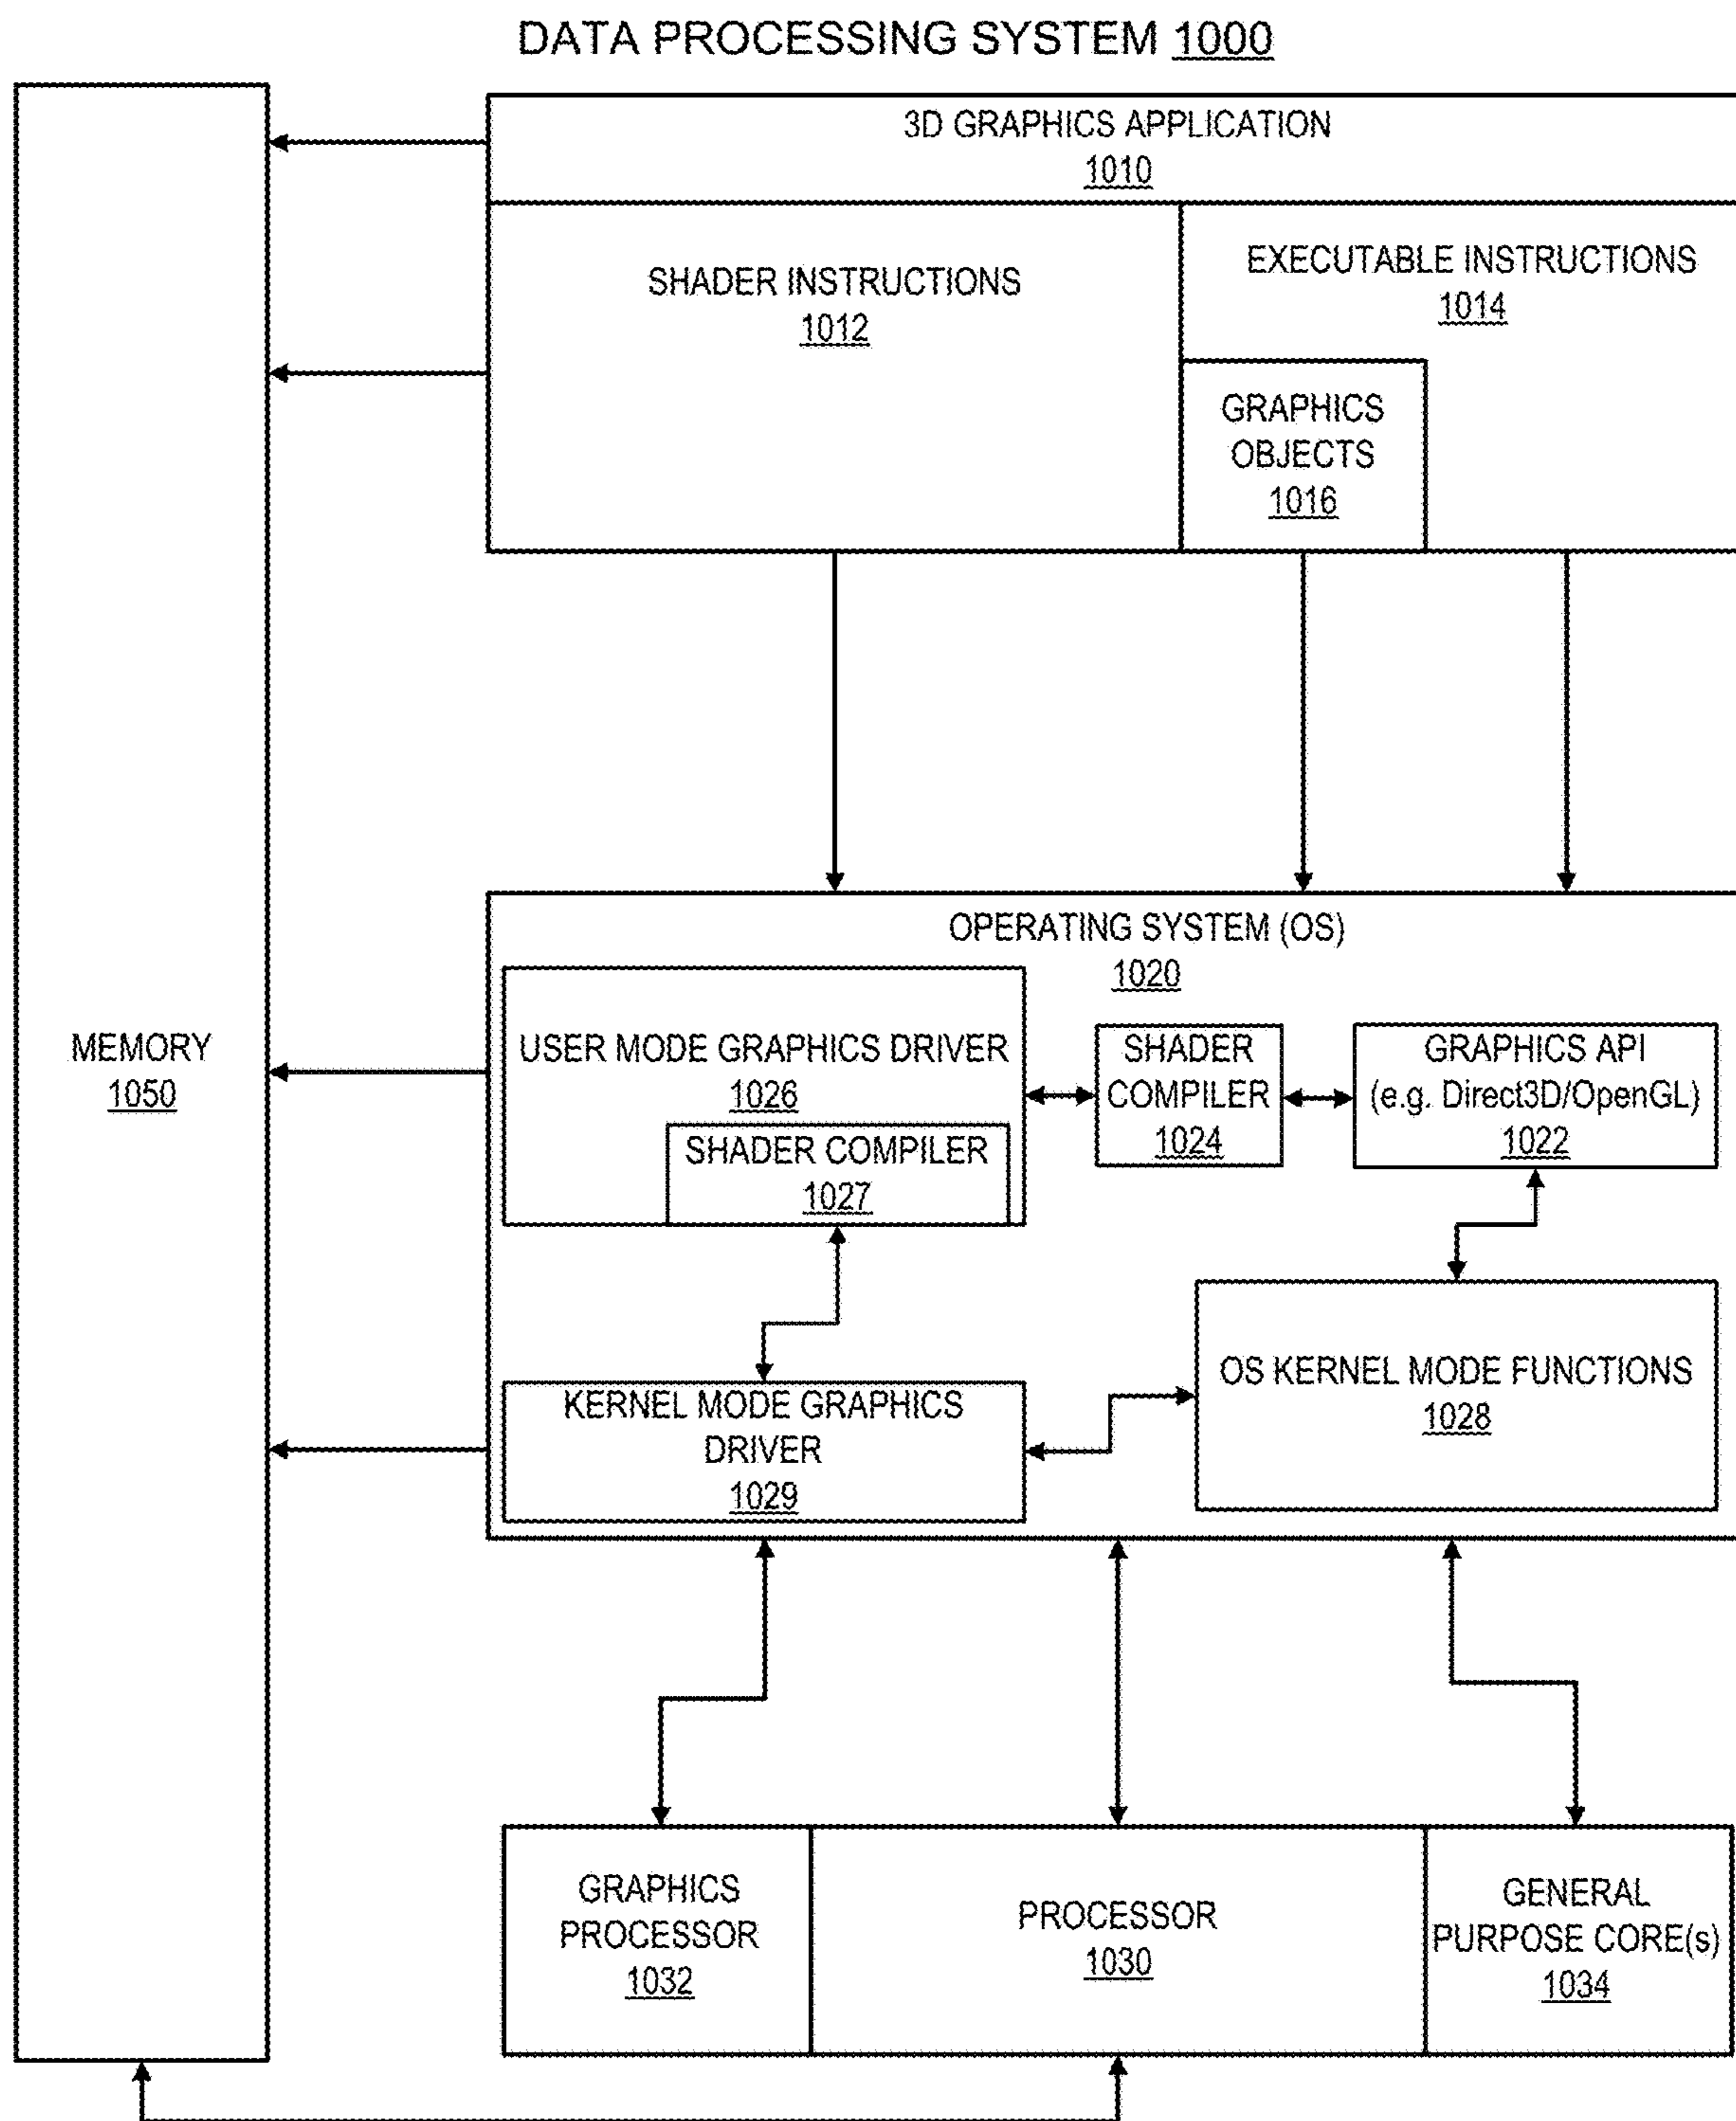 DATA PROCESSING SYSTEM 1000
3D GRAPHICS APPLICATION
1010
SHADER INSTRUCTIONS
1012
EXECUTABLE INSTRUCTIONS
1014
GRAPHICS
OBJECTS
1016
OPERATING SYSTEM (OS)
1020
MEMORY
1050
USER MODE GRAPHICS DRIVER
1026
SHADER COMPILER
1027
SHADER
COMPILER
1024
GRAPHICS API
(e.g. Direct3D/OpenGL)
1022
KERNEL MODE GRAPHICS
DRIVER
1029
OS KERNEL MODE FUNCTIONS
1028
GRAPHICS
PROCESSOR
1032
PROCESSOR
1030
GENERAL
PURPOSE CORE(s)
1034